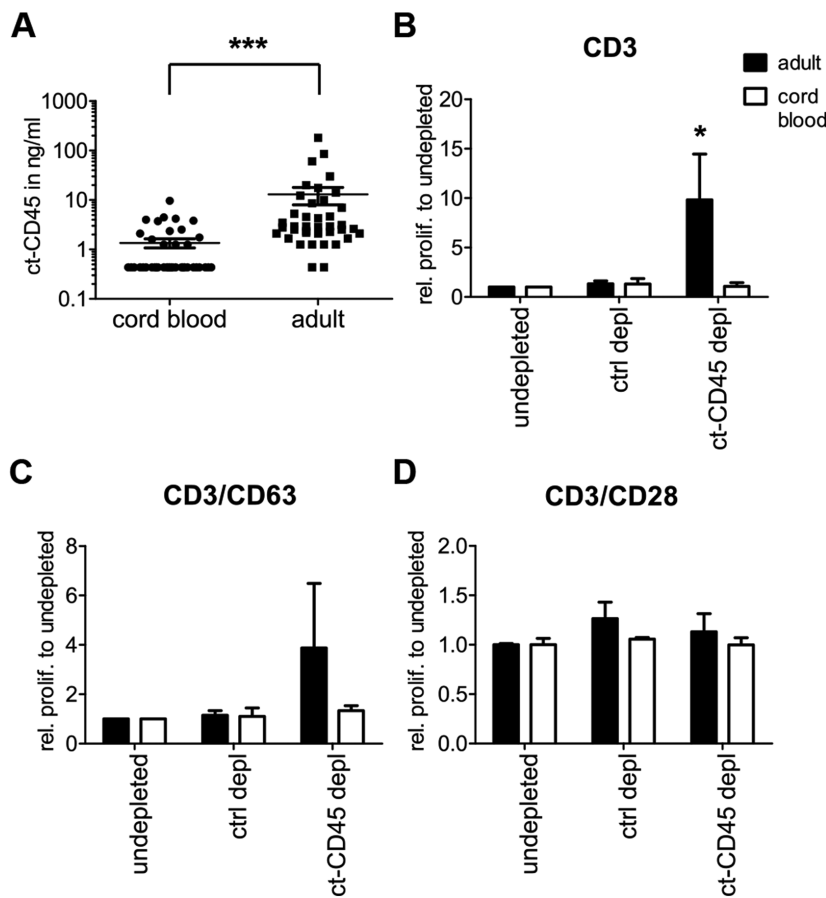 A
***
ct-CD45 in ng/ml
1000
100
10
1
0.1
cord blood
adult
B
CD3
adult
cord
blood
rel. prolif. to undepleted
20
15
10
5
0
*
undepleted
ctrl depl
ct-CD45 depl
C
CD3/CD63
rel. prolif. to undepleted
8
6
4
2
0
undepleted
ctrl depl
ct-CD45 depl
D
CD3/CD28
rel. prolif. to undepleted
2.0
1.5
1.0
0.5
0.0
undepleted
ctrl depl
ct-CD45 depl